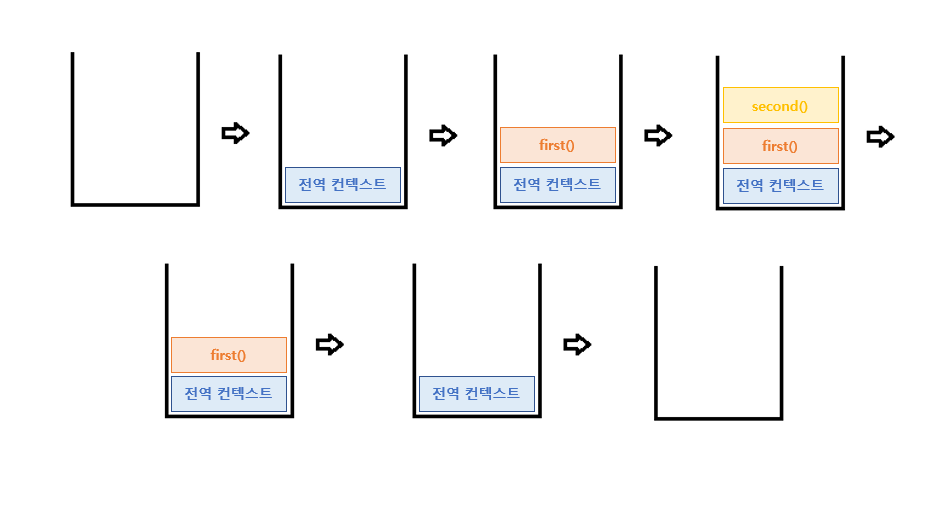 전역 컨텍스트
first()
전역 컨텍스트
second()
first()
전역 컨텍스트
first()
전역 컨텍스트
전역 컨텍스트